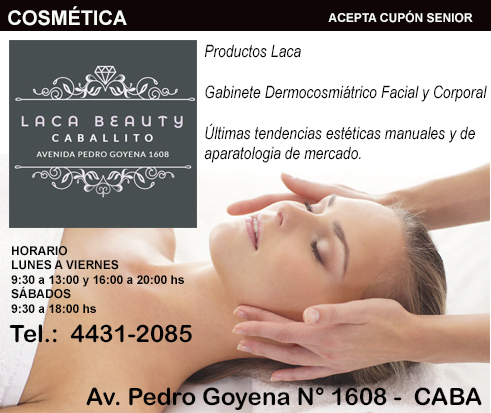 COSMÉTICA
ACEPTA CUPÓN SENIOR
LACA BEAUTY
CABALLITO
AVENIDA PEDRO GOYENA 1608
Productos Laca
Gabinete Dermocosmiátrico Facial y Corporal
Últimas tendencias estéticas manuales y de
aparatologia de mercado.
HORARIO
LUNES A VIERNES
9:30 a 13:00 y 16:00 a 20:00 hs
SÁBADOS
9:30 a 18:00 hs
Tel.: 4431-2085
Av. Pedro Goyena N° 1608 - CABA